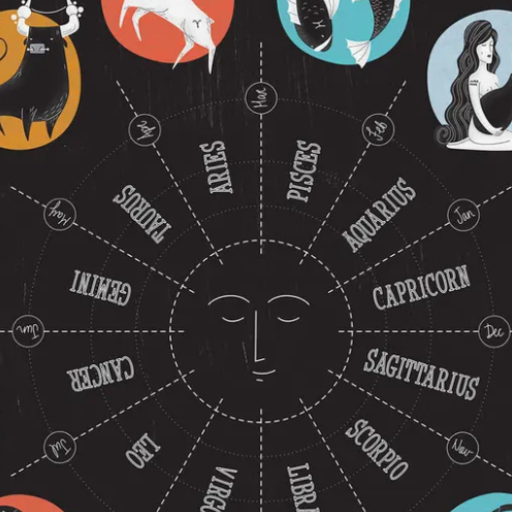 Mar
Apr
Feb
ARIES
PISCES
TAURUS
AQUARIUS
May
Jan
GEMINI
CAPRICORN
Jun
Dec
CANCER
SAGITTARIUS
LEO
SCORPIO
Jul
Nov
VIRGO
LIBRA